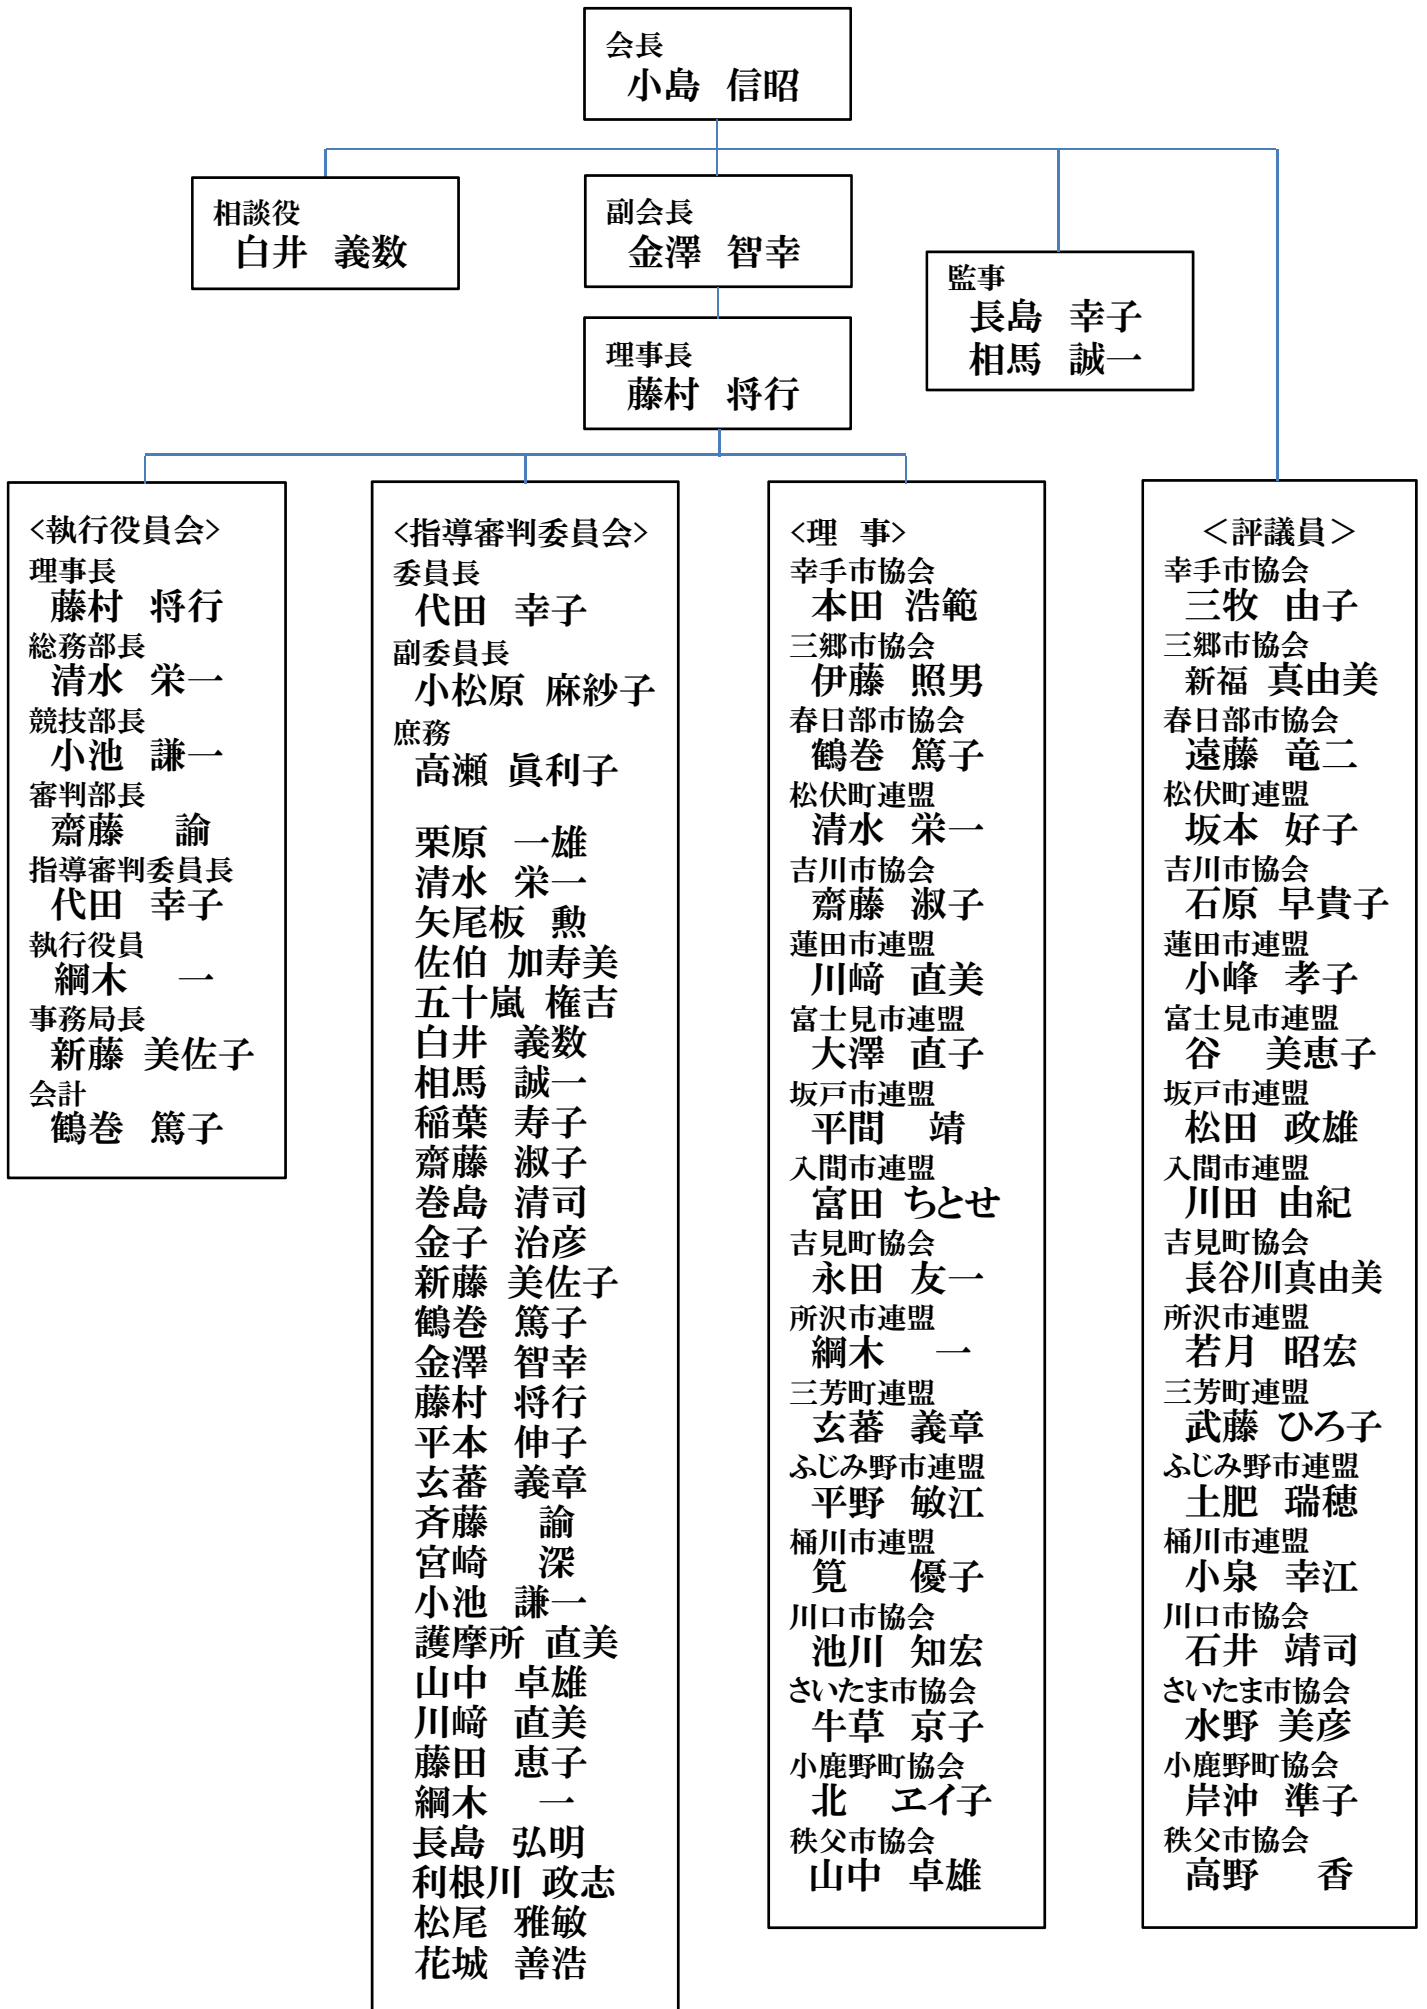 会長
小島 信昭
相談役
白井 義数
副会長
金澤 智幸
監事
長島 幸子
相馬 誠一
理事長
藤村 将行
<執行役員会>
理事長
藤村 将行
総務部長
清水 栄一
競技部長
小池 謙一
審判部長
齋藤 諭
指導審判委員長
代田 幸子
執行役員
綱木 一
事務局長
新藤 美佐子
会計
鶴巻 篤子
<指導審判委員会>
委員長
代田 幸子
副委員長
小松原 麻紗子
庶務
高瀬 眞利子
栗原 一雄
清水 栄一
矢尾板 勲
佐伯 加寿美
五十嵐 権吉
白井 義数
相馬 誠一
稲葉 寿子
齋藤 淑子
巻島 清司
金子 治彦
新藤 美佐子
鶴巻 篤子
金澤 智幸
藤村 将行
平本 伸子
玄蕃 義章
斉藤 諭
宮崎 深
小池 謙一
護摩所 直美
山中 卓雄
川﨑 直美
藤田 恵子
綱木 一
長島 弘明
利根川 政志
松尾 雅敏
花城 善浩
<理 事>
幸手市協会
本田 浩範
三郷市協会
伊藤 照男
春日部市協会
鶴巻 篤子
松伏町連盟
清水 栄一
吉川市協会
齋藤 淑子
蓮田市連盟
川﨑 直美
富士見市連盟
大澤 直子
坂戸市連盟
平間 靖
入間市連盟
富田 ちとせ
吉見町協会
永田 友一
所沢市連盟
綱木 一
三芳町連盟
玄蕃 義章
ふじみ野市連盟
平野 敏江
桶川市連盟
筧 優子
川口市協会
池川 知宏
さいたま市協会
牛草 京子
小鹿野町協会
北 ヱイ子
秩父市協会
山中 卓雄
＜評議員＞
幸手市協会
三牧 由子
三郷市協会
新福 真由美
春日部市協会
遠藤 竜二
松伏町連盟
坂本 好子
吉川市協会
石原 早貴子
蓮田市連盟
小峰 孝子
富士見市連盟
谷 美恵子
坂戸市連盟
松田 政雄
入間市連盟
川田 由紀
吉見町協会
長谷川真由美
所沢市連盟
若月 昭宏
三芳町連盟
武藤 ひろ子
ふじみ野市連盟
土肥 瑞穂
桶川市連盟
小泉 幸江
川口市協会
石井 靖司
さいたま市協会
水野 美彦
小鹿野町協会
岸沖 準子
秩父市協会
高野 香